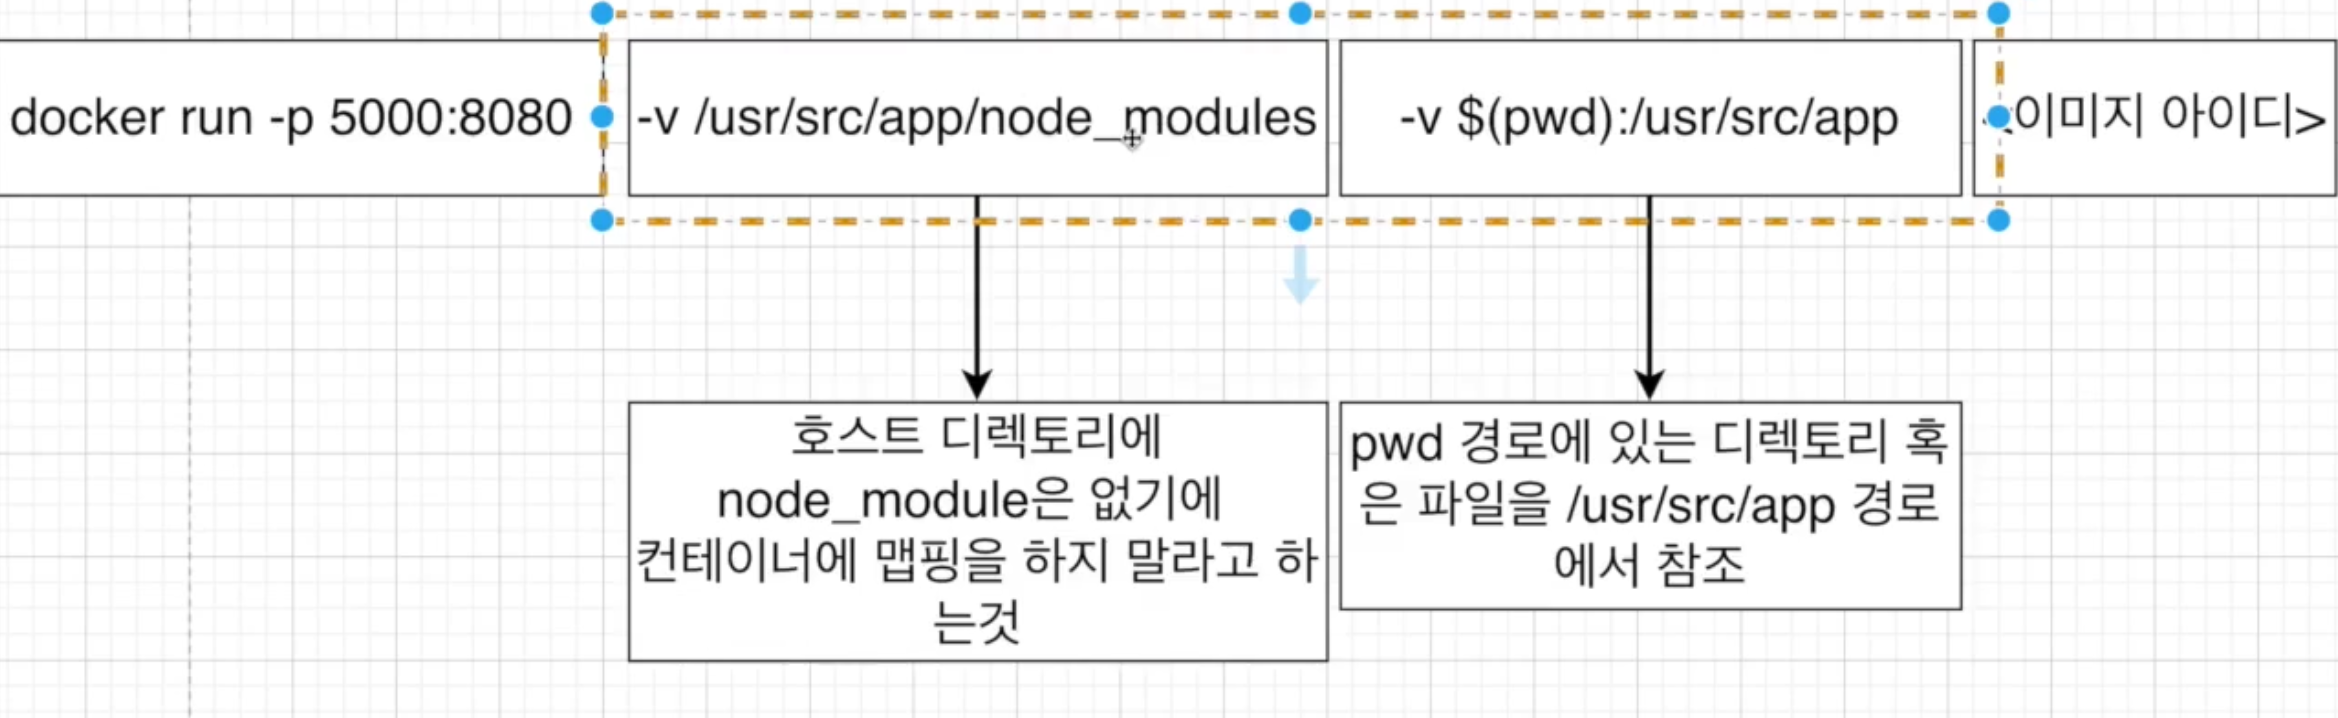 docker run -p 5000:8080
-v /usr/src/app/node_modules
-v $(pwd):/usr/src/app
<이미지 아이디>
호스트 디렉토리에
node_module은 없기에
컨테이너에 맵핑을 하지 말라고 하
는것
pwd 경로에 있는 디렉토리 혹
은 파일을 /usr/src/app 경로
에서 참조